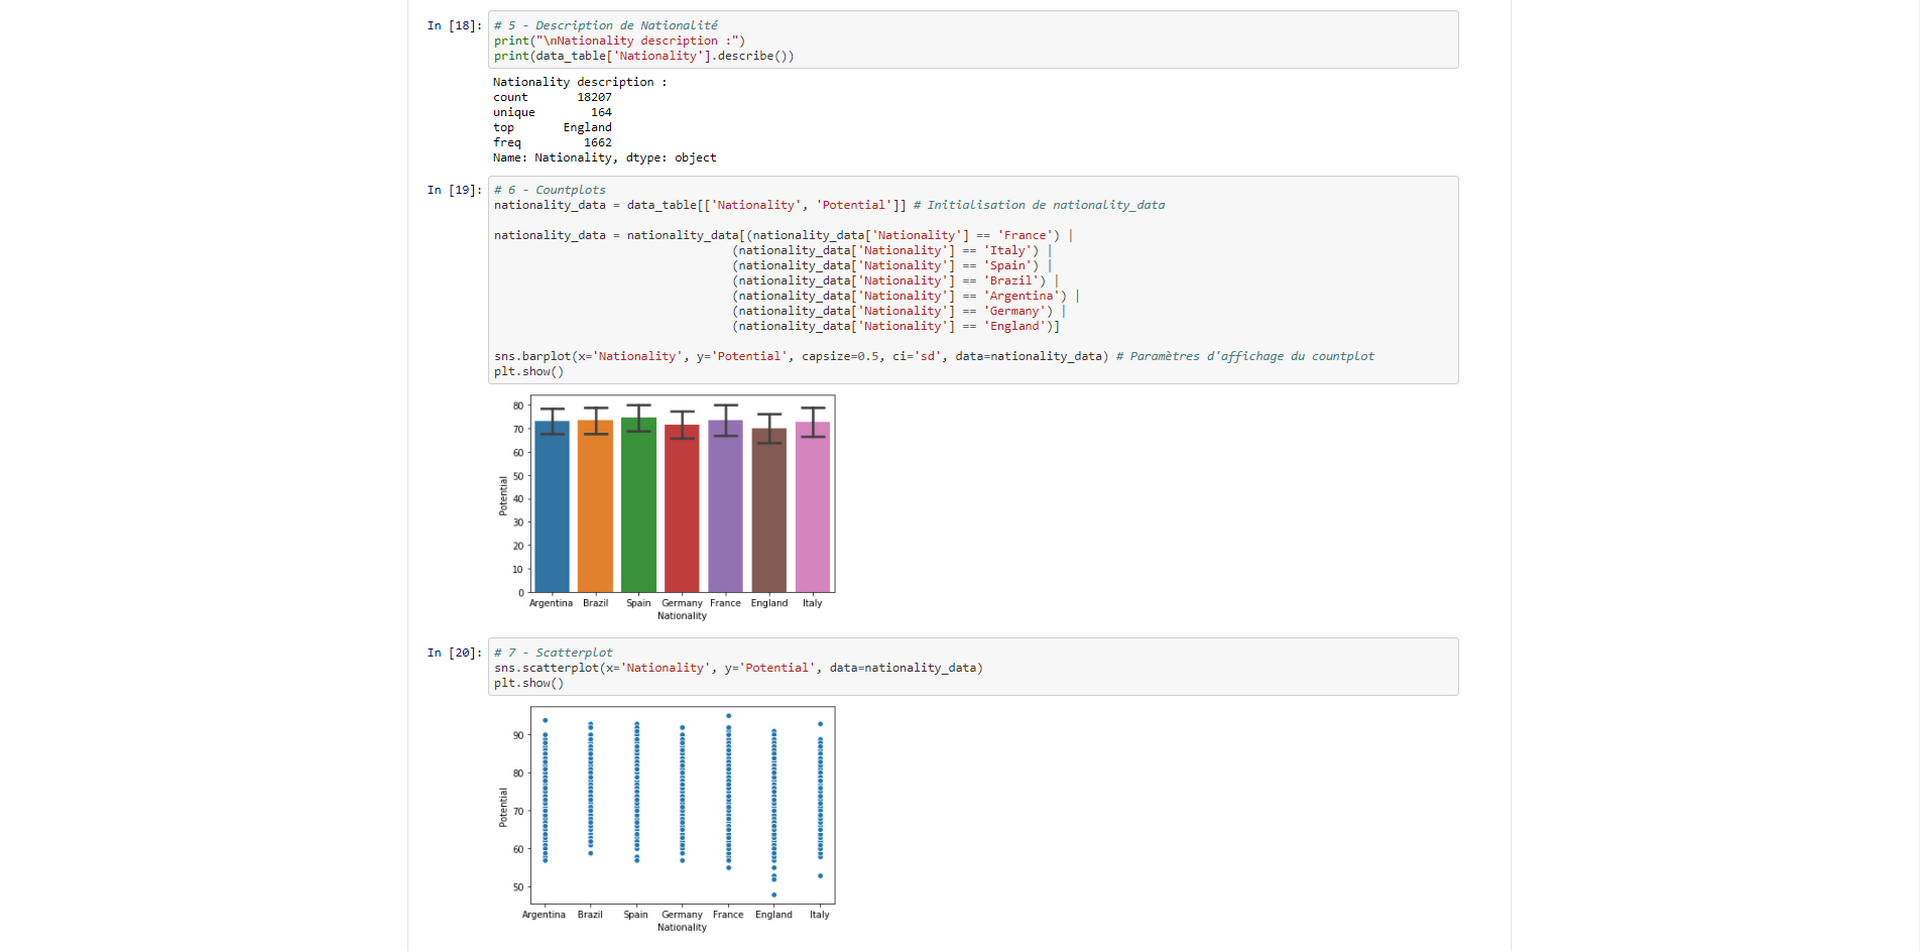 In [18]:
# 5 - Description de Nationalité
print("\nNationality description :")
print(data_table['Nationality'].describe())
Nationality description :
count       18207
unique        164
top       England
freq         1662
Name: Nationality, dtype: object
In [19]:
# 6 - Countplots
nationality_data = data_table[['Nationality', 'Potential']] # Initialisation de nationality_data
nationality_data = nationality_data[(nationality_data['Nationality'] == 'France') |
(nationality_data['Nationality'] == 'Italy') |
(nationality_data['Nationality'] == 'Spain') |
(nationality_data['Nationality'] == 'Brazil') |
(nationality_data['Nationality'] == 'Argentina') |
(nationality_data['Nationality'] == 'Germany') |
(nationality_data['Nationality'] == 'England')]
sns.barplot(x='Nationality', y='Potential', capsize=0.5, ci='sd', data=nationality_data) # Paramètres d'affichage du countplot
plt.show()
80
70
60
50
40
30
20
10
0
Potential
Argentina Brazil Spain Germany France England Italy
Nationality
In [20]:
# 7 - Scatterplot
sns.scatterplot(x='Nationality', y='Potential', data=nationality_data)
plt.show()
90
80
70
60
50
Potential
Argentina Brazil Spain Germany France England Italy
Nationality